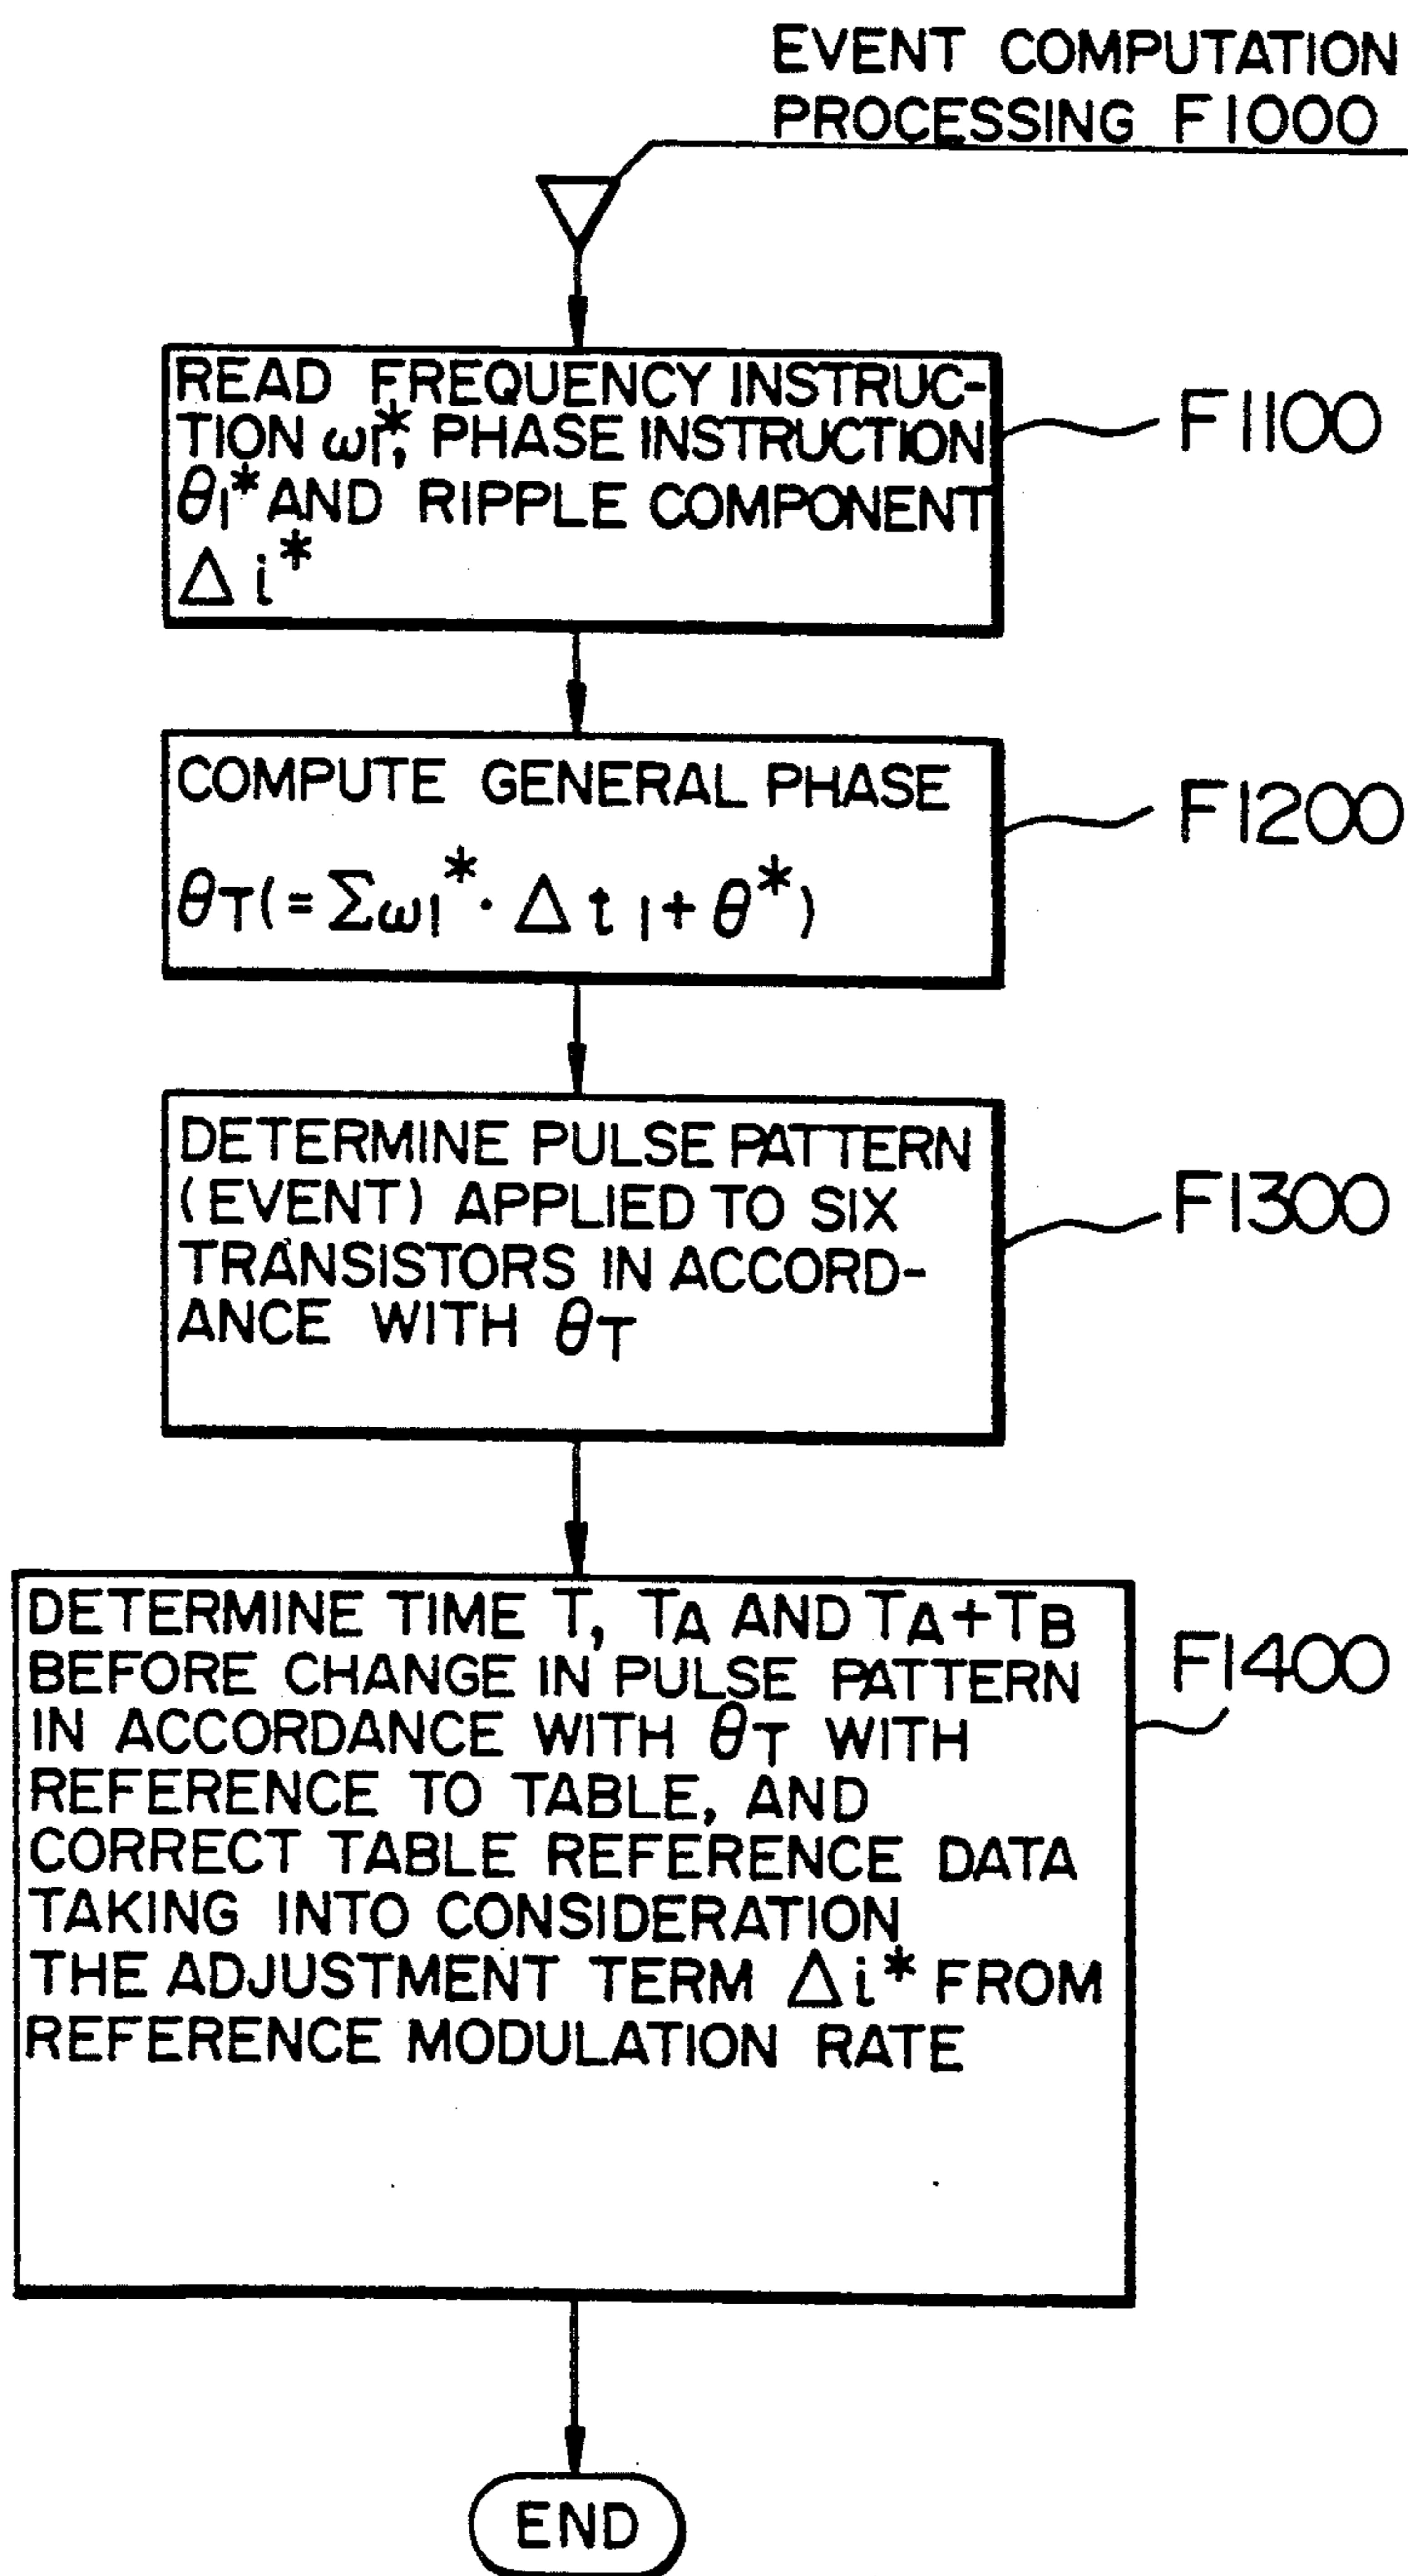 EVENT COMPUTATION
PROCESSING F1000
READ FREQUENCY INSTRUC-
TION ω1*, PHASE INSTRUCTION
θ1* AND RIPPLE COMPONENT
Δi*
F1100
COMPUTE GENERAL PHASE
θT(=Σω1*·Δt1+θ*)
F1200
DETERMINE PULSE PATTERN
(EVENT) APPLIED TO SIX
TRANSISTORS IN ACCORD-
ANCE WITH θT
F1300
DETERMINE TIME T, TA AND TA+TB
BEFORE CHANGE IN PULSE PATTERN
IN ACCORDANCE WITH θT WITH
REFERENCE TO TABLE, AND
CORRECT TABLE REFERENCE DATA
TAKING INTO CONSIDERATION
THE ADJUSTMENT TERM Δi* FROM
REFERENCE MODULATION RATE
F1400
END